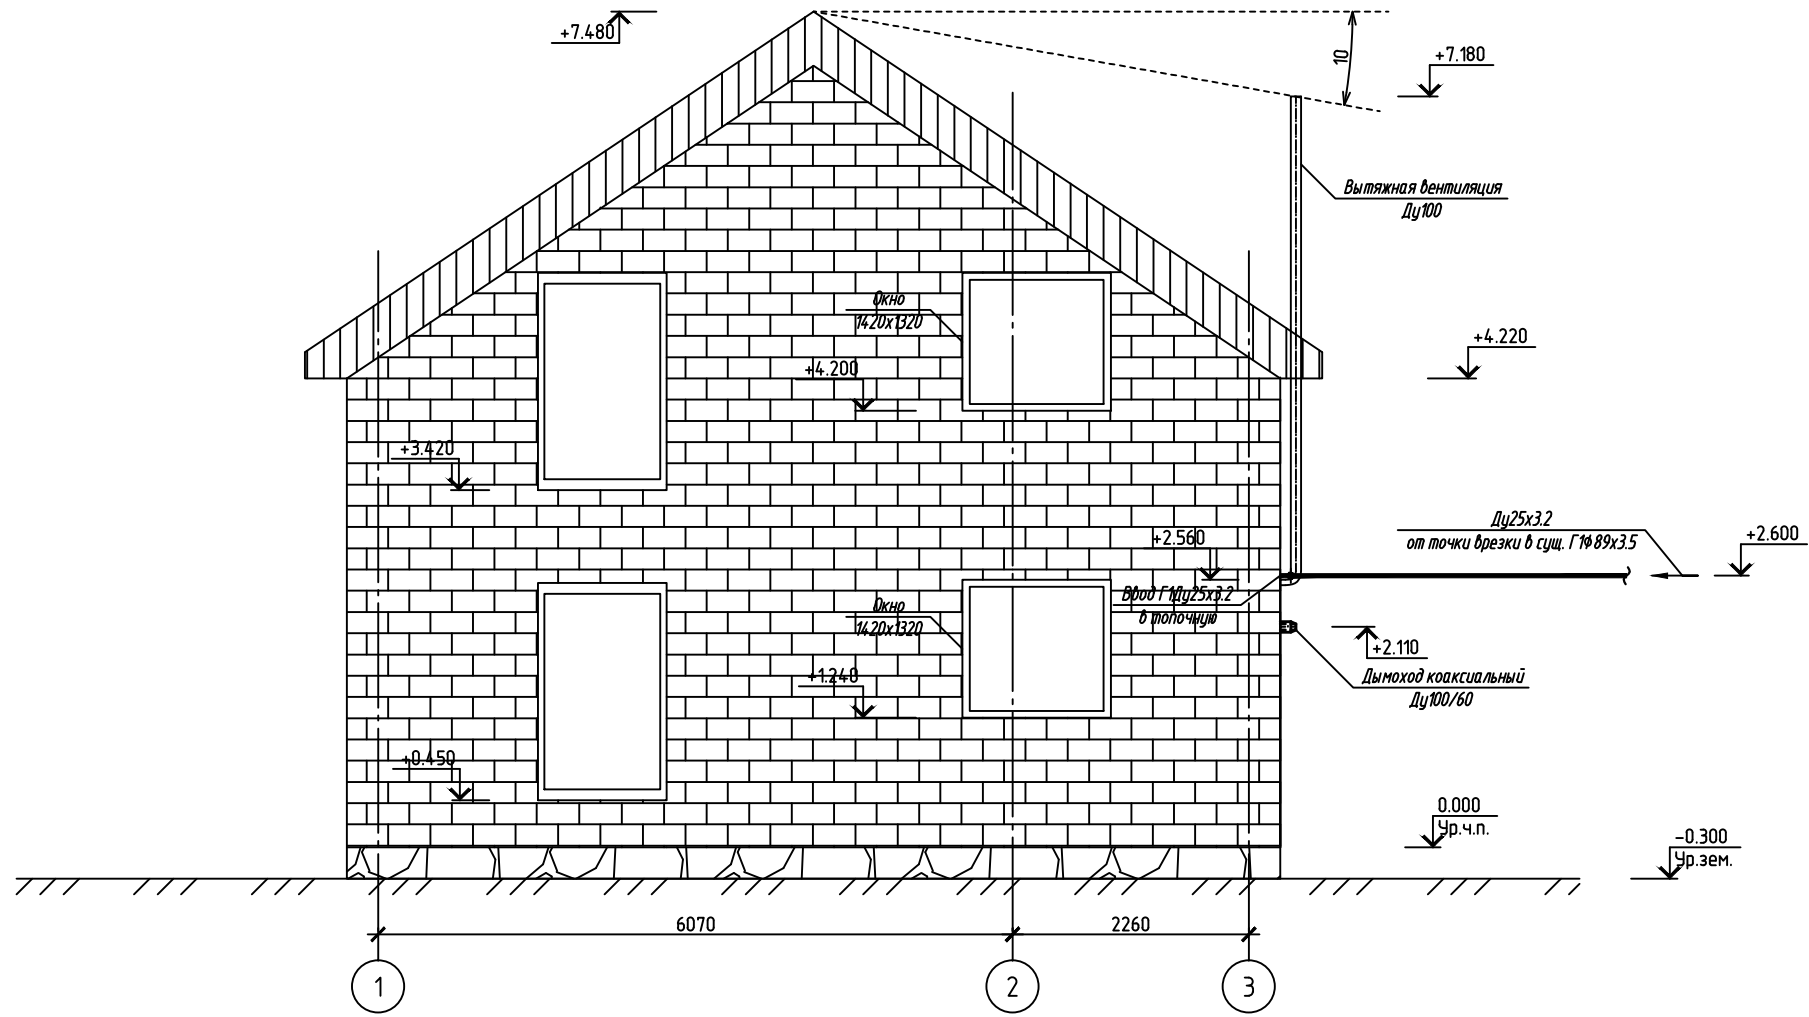 +7.480
10
+7.180
Вытяжная вентиляция
Ду100
Окно
1420х1320
+4.220
+4.200
+3.420
Ду25х3.2
от точки врезки в сущ. Г1ф89х3.5
+2.600
+2.560
Ввод Г1Ду25х3.2
в топочную
Окно
1420х1320
+2.110
Дымоход коаксиальный
Ду100/60
+1.240
+0.450
0.000
Ур.ч.п.
-0.300
Ур.зем.
6070
2260
1
2
3